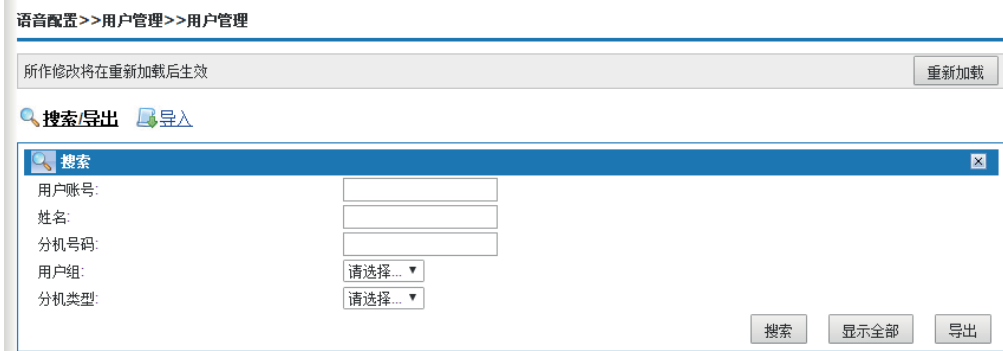 语音配置>>用户管理>>用户管理
所作修改将在重新加载后生效 重新加载
搜索/导出 导入
搜索
用户账号:
姓名:
分机号码:
用户组: 请选择...
分机类型: 请选择...
搜索 显示全部 导出